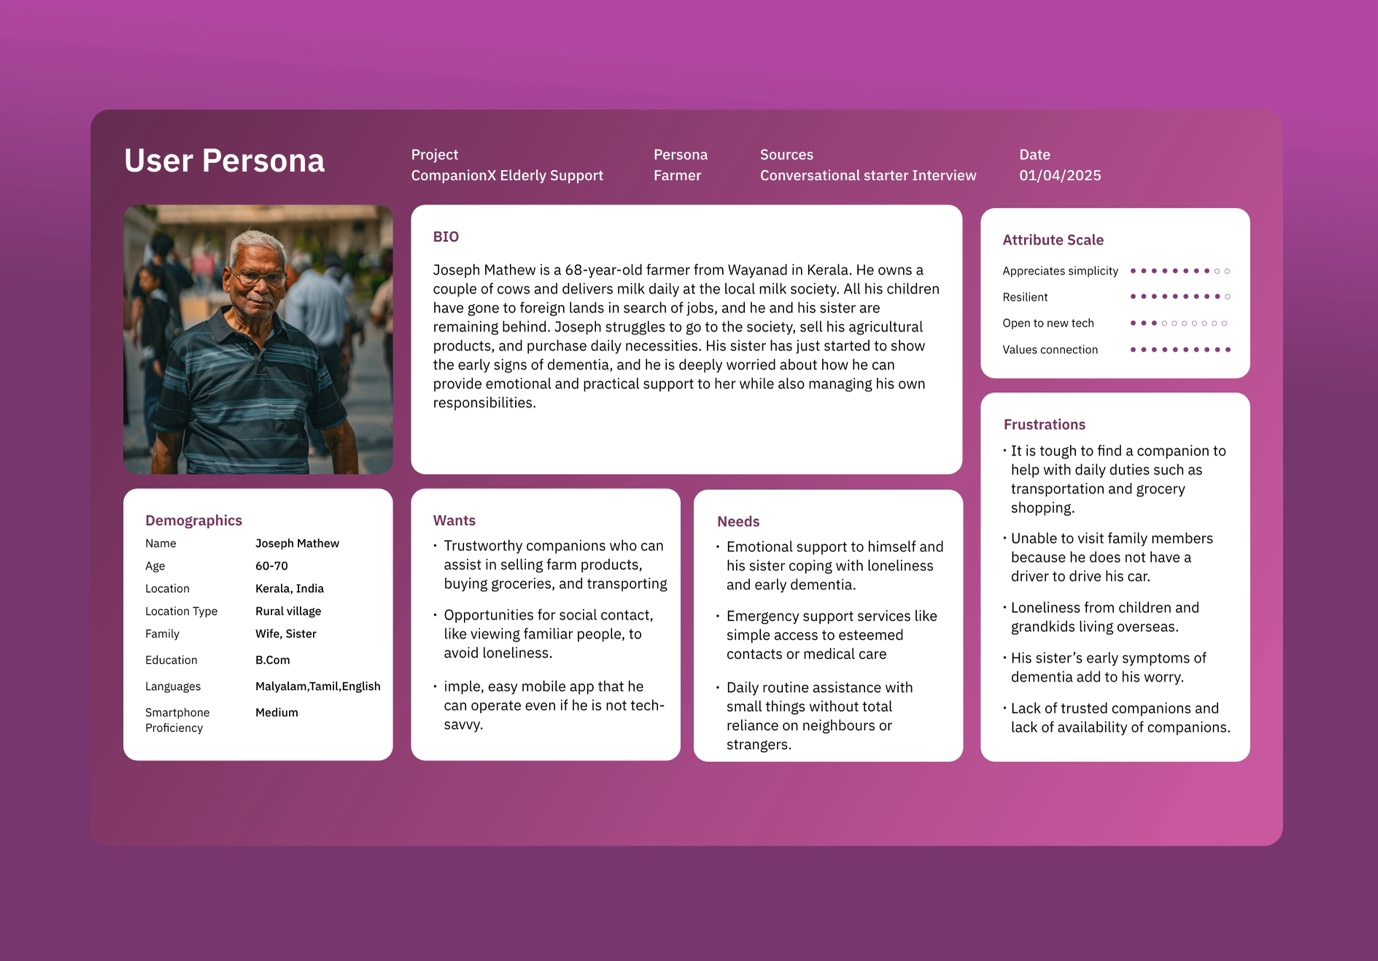 User Persona
Project
CompanionX Elderly Support
Persona
Farmer
Sources
Conversational starter Interview
Date
01/04/2025
BIO
Joseph Mathew is a 68-year-old farmer from Wayanad in Kerala. He owns a
couple of cows and delivers milk daily at the local milk society. All his children
have gone to foreign lands in search of jobs, and he and his sister are
remaining behind. Joseph struggles to go to the society, sell his agricultural
products, and purchase daily necessities. His sister has just started to show
the early signs of dementia, and he is deeply worried about how he can
provide emotional and practical support to her while also managing his own
responsibilities.
Attribute Scale
Appreciates simplicity
Resilient
Open to new tech
Values connection
Demographics
Name Joseph Mathew
Age 60-70
Location Kerala, India
Location Type Rural village
Family Wife, Sister
Education B.Com
Languages Malyalam,Tamil,English
Smartphone Medium
Proficiency
Wants
· Trustworthy companions who can
assist in selling farm products,
buying groceries, and transporting
· Opportunities for social contact,
like viewing familiar people, to
avoid loneliness.
· imple, easy mobile app that he
can operate even if he is not tech-
savvy.
Needs
· Emotional support to himself and
his sister coping with loneliness
and early dementia.
· Emergency support services like
simple access to esteemed
contacts or medical care
· Daily routine assistance with
small things without total
reliance on neighbours or
strangers.
Frustrations
· It is tough to find a companion to
help with daily duties such as
transportation and grocery
shopping.
· Unable to visit family members
because he does not have a
driver to drive his car.
· Loneliness from children and
grandkids living overseas.
· His sister’s early symptoms of
dementia add to his worry.
· Lack of trusted companions and
lack of availability of companions.